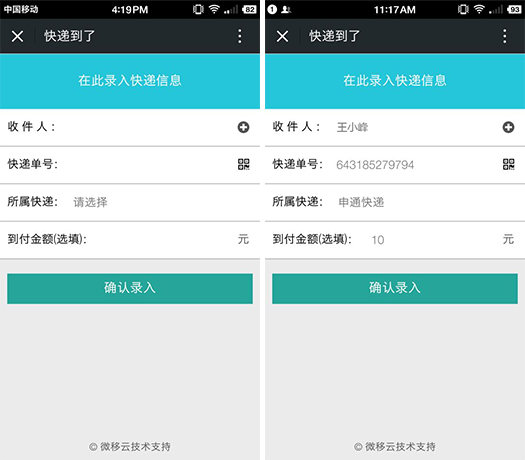 中国移动 4:19PM 82
快递到了
在此录入快递信息
收 件 人：
快递单号：
所属快递： 请选择
到付金额(选填)： 元
确认录入
© 微移云技术支持
1 11:17AM 93
快递到了
在此录入快递信息
收 件 人： 王小峰
快递单号： 643185279794
所属快递： 申通快递
到付金额(选填)： 10 元
确认录入
© 微移云技术支持